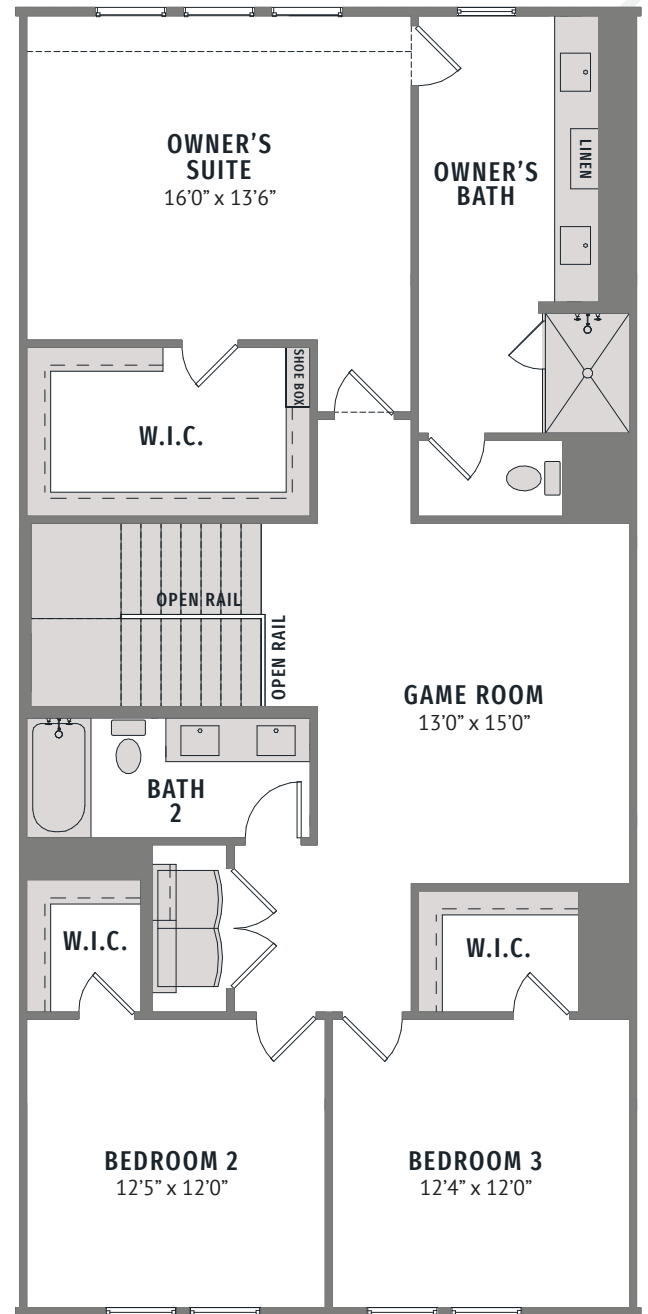 OWNER’S
SUITE
16’0” x 13’6”
OWNER’S
BATH
LINEN
SHOE BOX
W.I.C.
OPEN RAIL
OPEN RAIL
GAME ROOM
13’0” x 15’0”
BATH
2
W.I.C.
W.I.C.
BEDROOM 2
12’5” x 12’0”
BEDROOM 3
12’4” x 12’0”